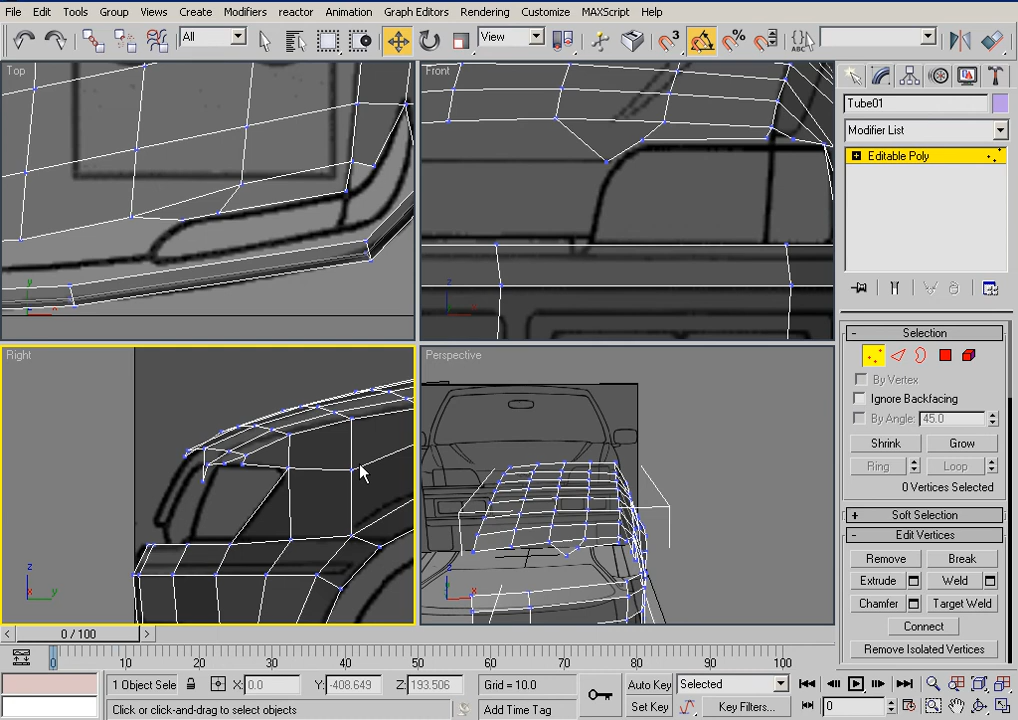 File Edit Tools Group Views Create Modifiers reactor Animation Graph Editors Rendering Customize MAXScript Help
All View ABC
Top Front
Tube01
Modifier List
Editable Poly
Right Perspective
Selection
By Vertex
Ignore Backfacing
By Angle: 45.0
Shrink Grow
Ring Loop
0 Vertices Selected
Soft Selection
Edit Vertices
Remove Break
Extrude Weld
Chamfer Target Weld
Connect
Remove Isolated Vertices
0 / 100
0 10 20 30 40 50 60 70 80 90 100
1 Object Sele X: 0.0 Y: -408.649 Z: 193.506 Grid = 10.0 Auto Key Selected
Click or click-and-drag to select objects Add Time Tag Set Key Key Filters... 0